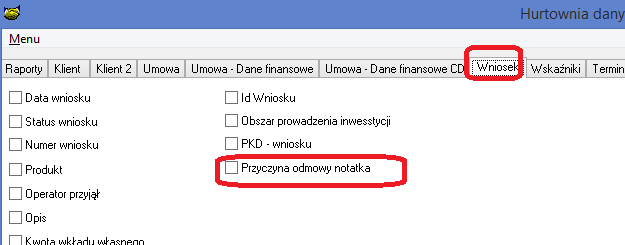 Hurtownia dany
Menu
Raporty Klient Klient 2 Umowa Umowa - Dane finansowe Umowa - Dane finansowe CD Wniosek Wskaźniki Termin
Data wniosku Id Wniosku
Status wniosku Obszar prowadzenia inwesstycji
Numer wniosku PKD - wniosku
Produkt Przyczyna odmowy notatka
Operator przyjął
Opis
Kwota wkładu własnego